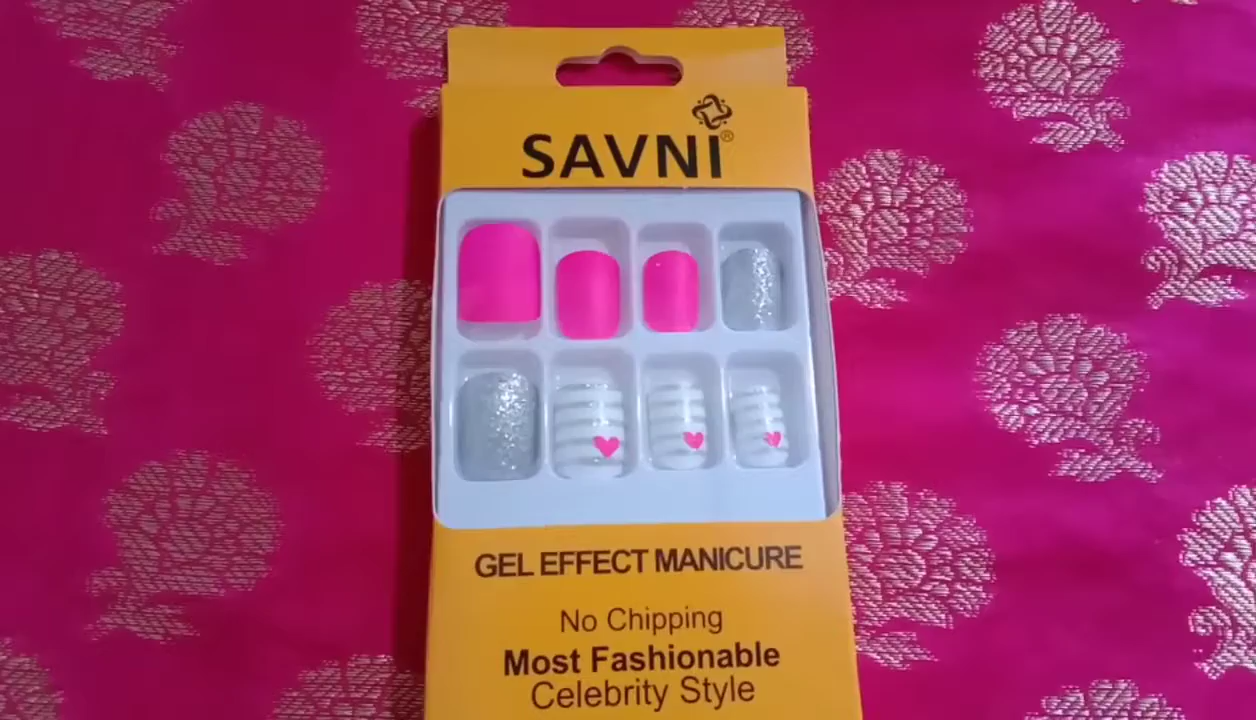 SAVNI®
GEL EFFECT MANICURE
No Chipping
Most Fashionable
Celebrity Style